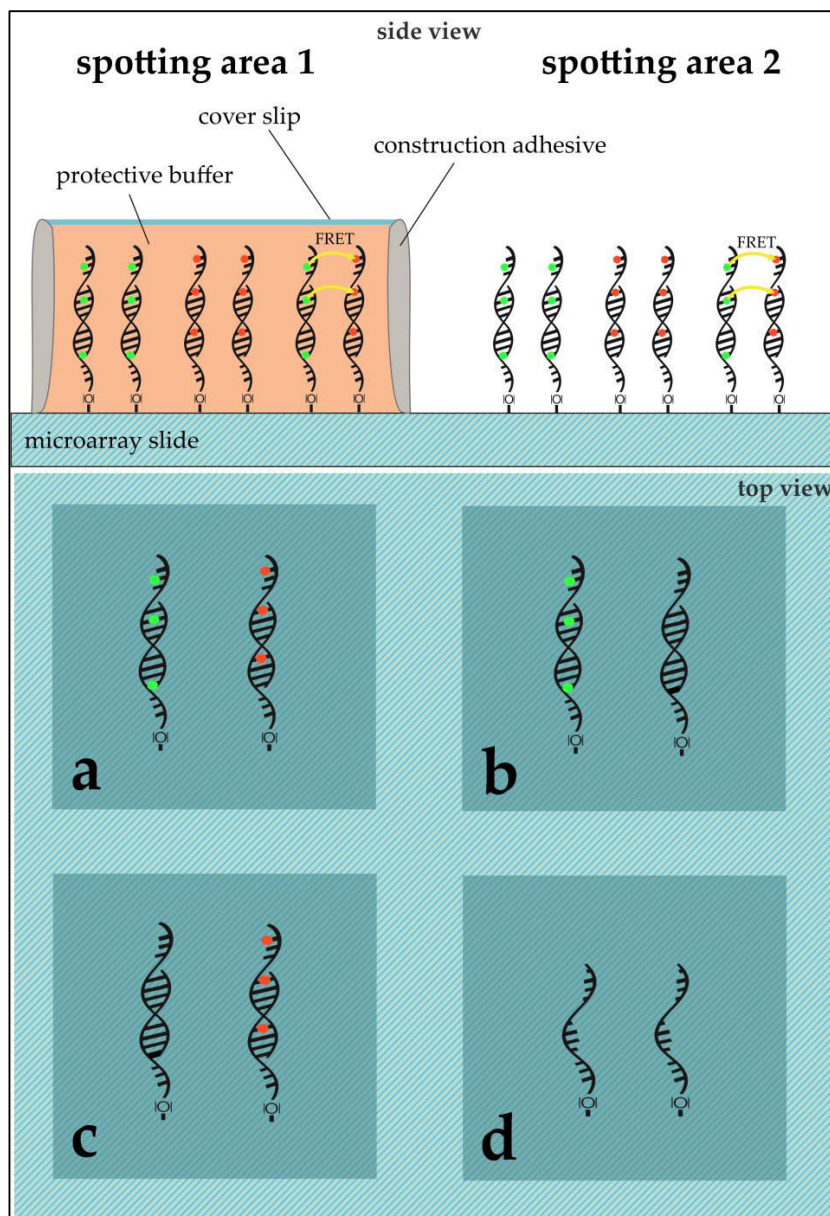 side view
spotting area 1
spotting area 2
cover slip
construction adhesive
protective buffer
FRET
FRET
microarray slide
top view
a
b
c
d